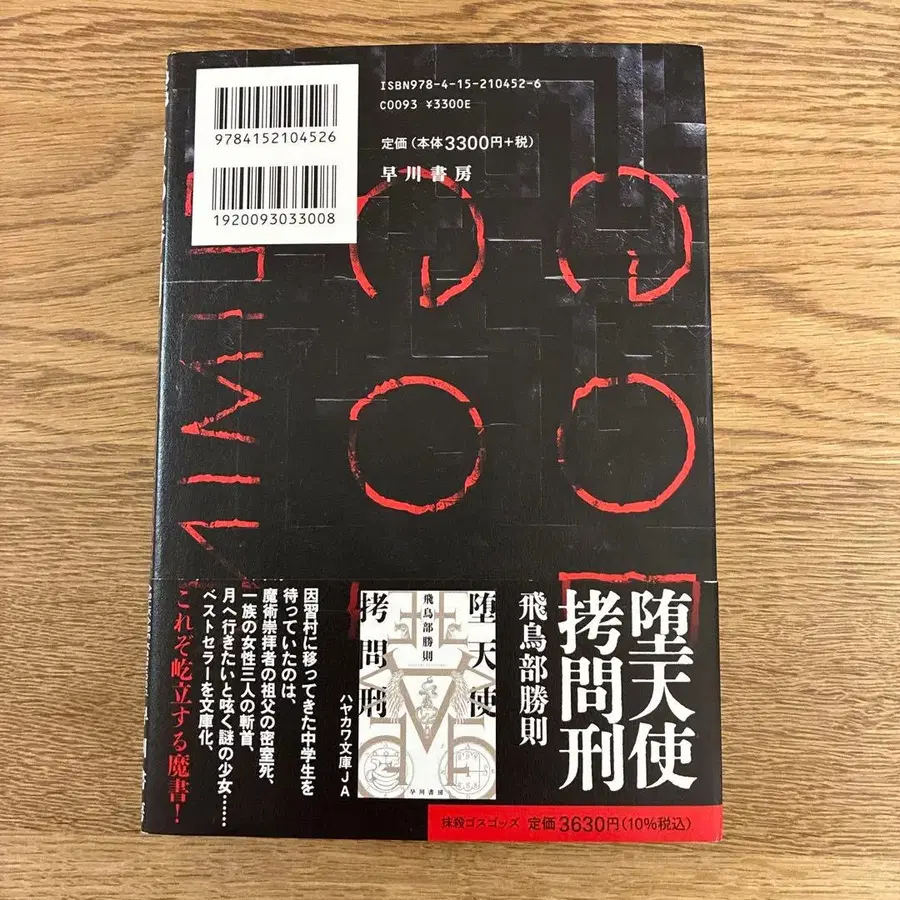 ISBN978-4-15-210452-6
C0093 ¥3300E
9784152104526
定価(本体3300円+税)
早川書房
1920093033008
堕天使
拷問刑
飛鳥部勝則
堕天使
拷問刑
飛鳥部勝則
早川書房
ハヤカワ文庫JA
因習村に移ってきた中学生を
待っていたのは、
魔術崇拝者の祖父の密室死、
一族の女性三人の斬首、
月へ行きたいと呟く謎の少女……
ベストセラーを文庫化。
これぞ屹立する魔書!
抹殺ゴスゴッズ 定価3630円(10%税込)